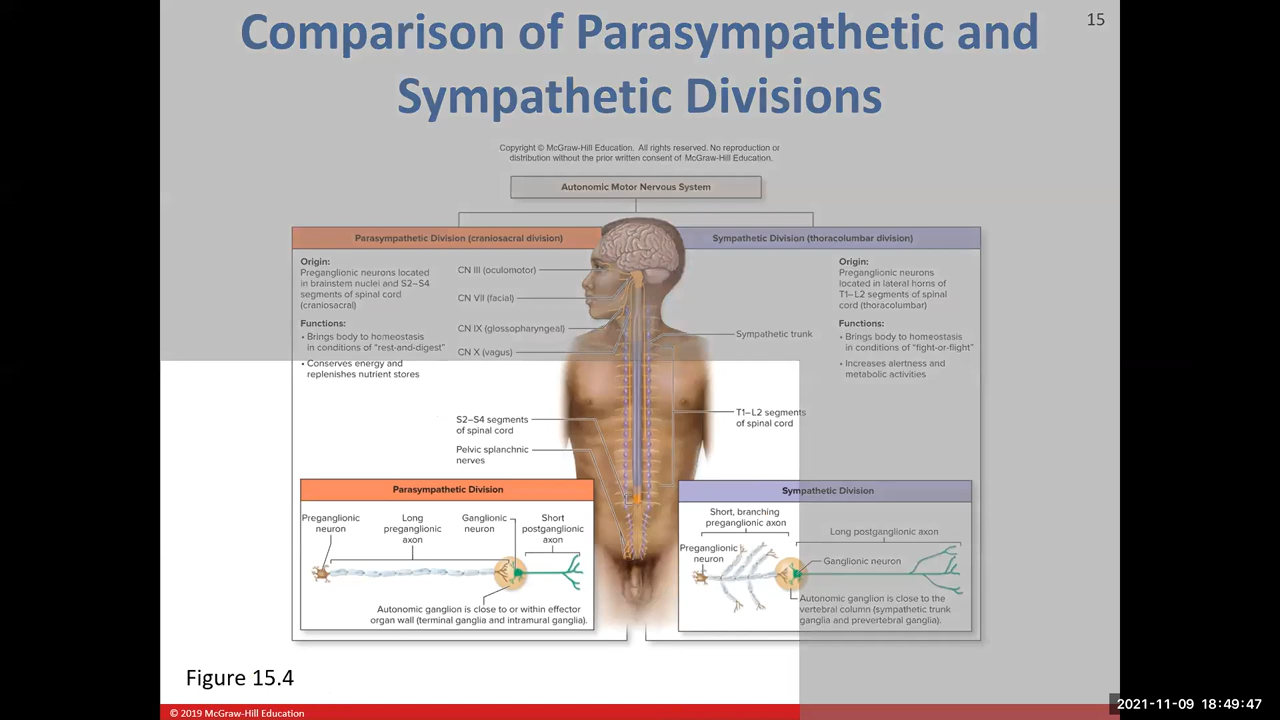 Comparison of Parasympathetic and
Sympathetic Divisions
15
Copyright © McGraw-Hill Education. All rights reserved. No reproduction or
distribution without the prior written consent of McGraw-Hill Education.
Autonomic Motor Nervous System
Parasympathetic Division (craniosacral division)
Origin:
Preganglionic neurons located
in brainstem nuclei and S2–S4
segments of spinal cord
(craniosacral)
Functions:
• Brings body to homeostasis
in conditions of “rest-and-digest”
• Conserves energy and
replenishes nutrient stores
CN III (oculomotor)
CN VII (facial)
CN IX (glossopharyngeal)
CN X (vagus)
S2–S4 segments
of spinal cord
Pelvic splanchnic
nerves
Sympathetic Division (thoracolumbar division)
Sympathetic trunk
T1–L2 segments
of spinal cord
Origin:
Preganglionic neurons
located in lateral horns of
T1–L2 segments of spinal
cord (thoracolumbar)
Functions:
• Brings body to homeostasis
in conditions of “fight-or-flight”
• Increases alertness and
metabolic activities
Parasympathetic Division
Preganglionic
neuron
Long
preganglionic
axon
Ganglionic
neuron
Short
postganglionic
axon
Autonomic ganglion is close to or within effector
organ wall (terminal ganglia and intramural ganglia).
Sympathetic Division
Short, branching
preganglionic axon
Preganglionic
neuron
Long postganglionic axon
Ganglionic neuron
Autonomic ganglion is close to the
vertebral column (sympathetic trunk
ganglia and prevertebral ganglia).
Figure 15.4
© 2019 McGraw-Hill Education
2021-11-09 18:49:47